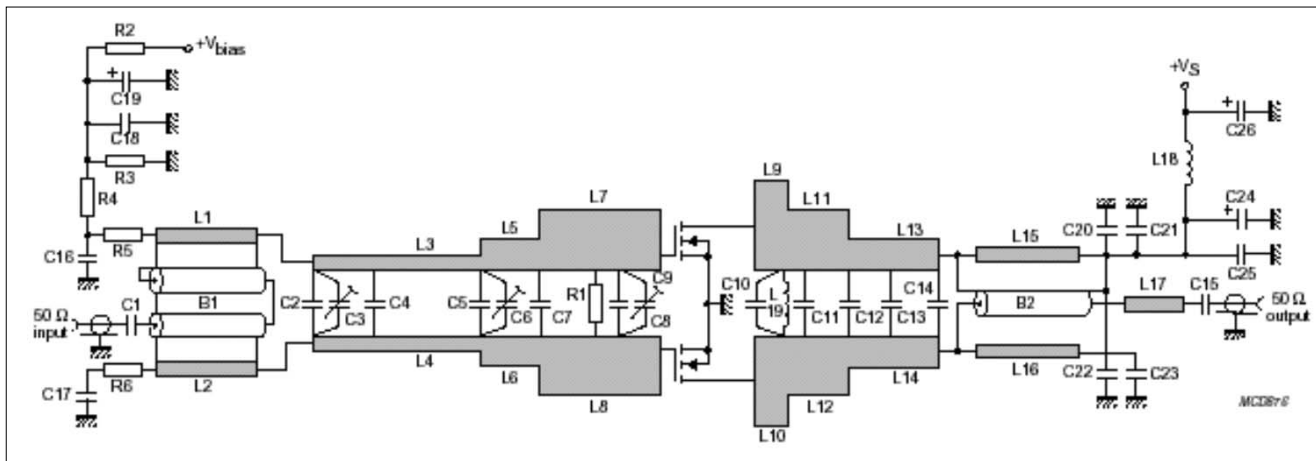 R2
+Vbias
C19
C18
R3
R4
R5
L1
C16
C1
B1
50 Ω
input
C17
R6
L2
L3
L5
L7
C2
C3
C4
C5
C6
C7
R1
C9
C8
L4
L6
L8
L9
L11
L13
C10
L
19
C11
C12
C13
C14
L10
L12
L14
L15
B2
L16
C20
C21
C22
C23
L17
C15
50 Ω
output
+VS
C26
L18
C24
C25